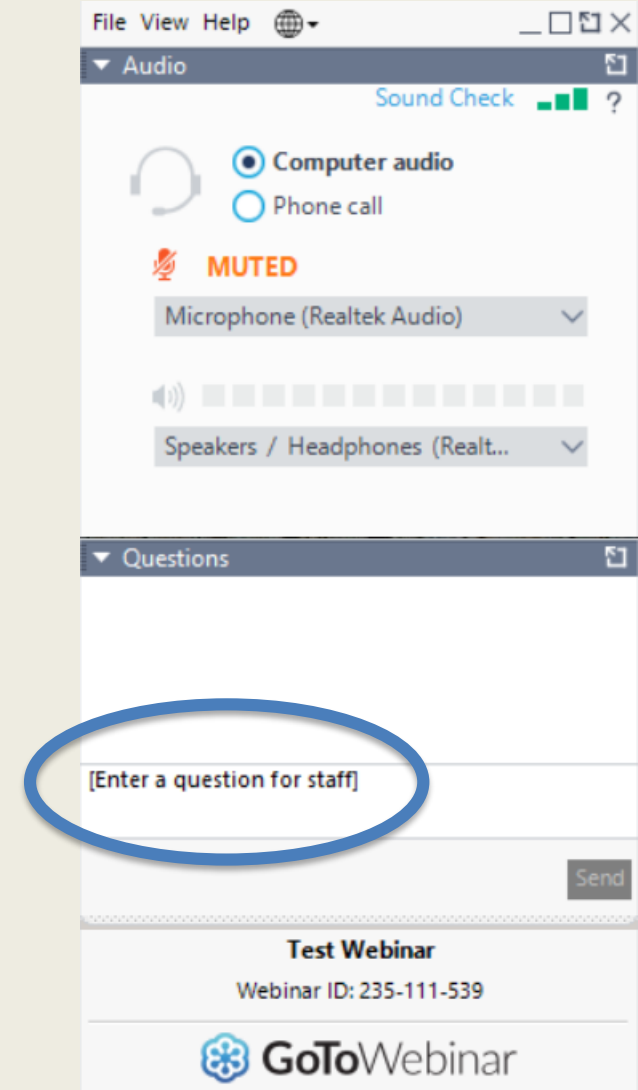 File View Help
Audio
Sound Check ?
Computer audio
Phone call
MUTED
Microphone (Realtek Audio)
Speakers / Headphones (Realt...
Questions
[Enter a question for staff]
Send
Test Webinar
Webinar ID: 235-111-539
GoToWebinar